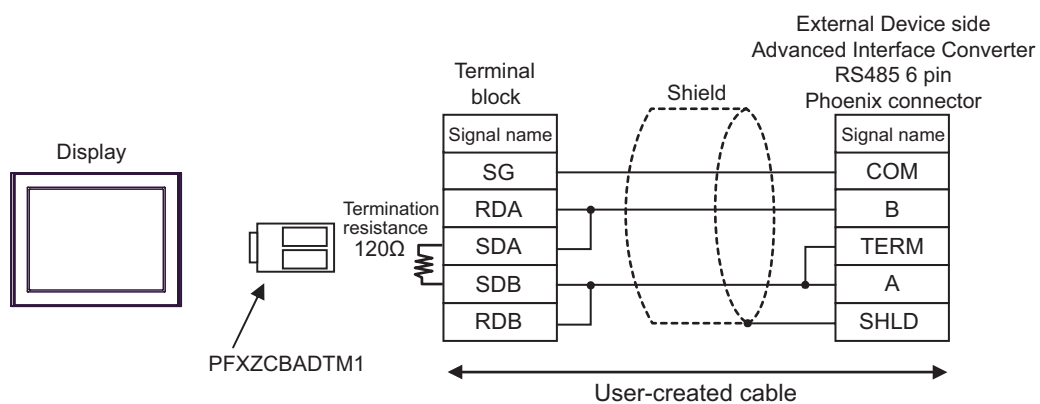 External Device side
Advanced Interface Converter
RS485 6 pin
Phoenix connector
Terminal
block
Shield
Signal name
Signal name
Display
SG
COM
Termination
resistance
120Ω
RDA
B
SDA
TERM
SDB
A
RDB
SHLD
PFXZCBADTM1
User-created cable